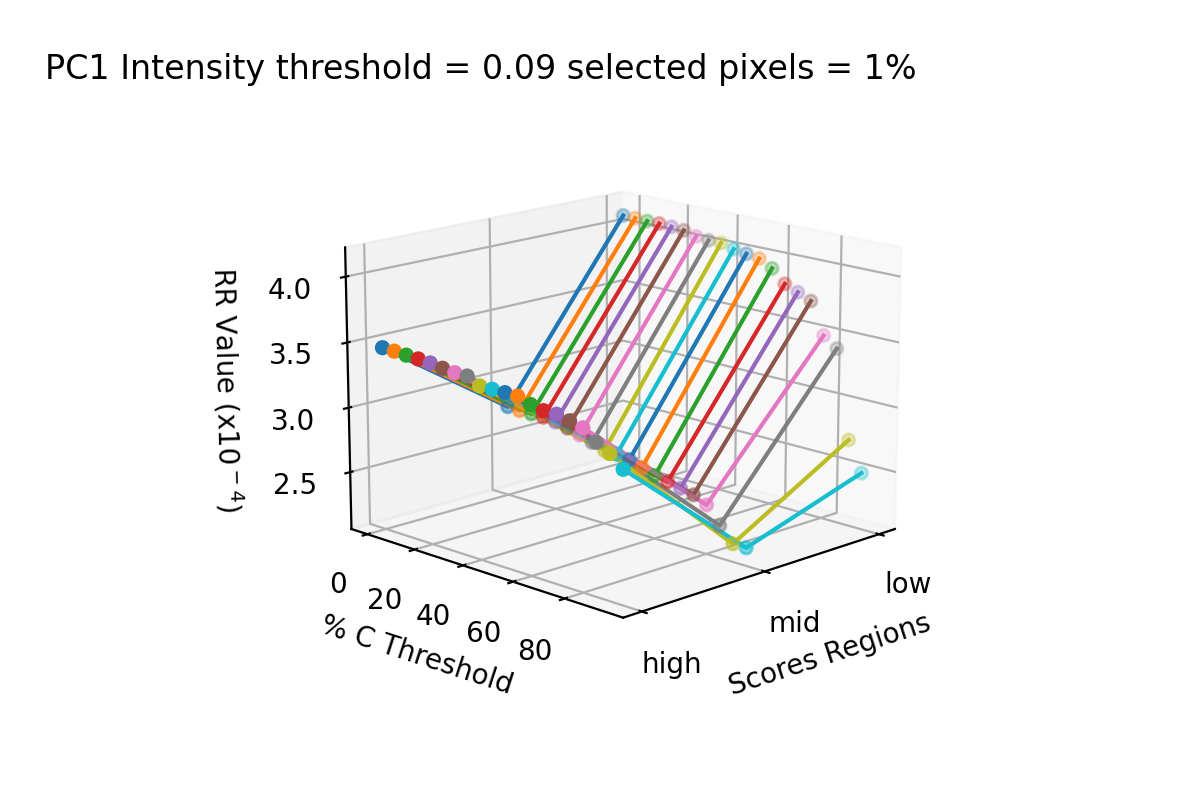 PC1 Intensity threshold = 0.09 selected pixels = 1%
RR Value (x10⁻⁴)
4.0
3.5
3.0
2.5
0
20
40
60
80
% C Threshold
high
mid
low
Scores Regions